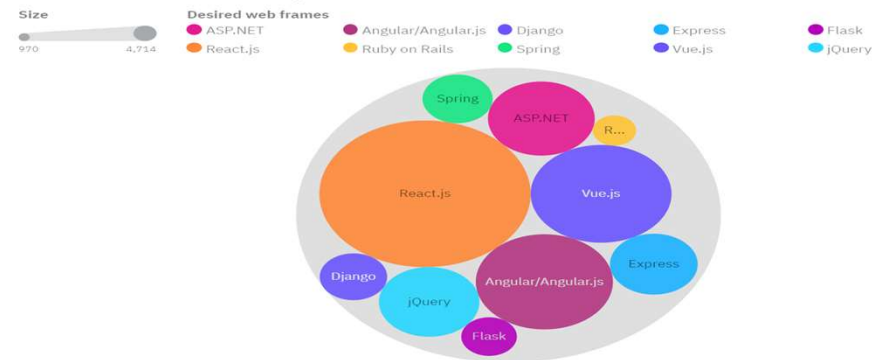 Size
970 4,714
Desired web frames
ASP.NET Angular/Angular.js Django Express Flask
React.js Ruby on Rails Spring Vue.js jQuery
Spring
ASP.NET
R...
React.js
Vue.js
Express
Django
Angular/Angular.js
jQuery
Flask